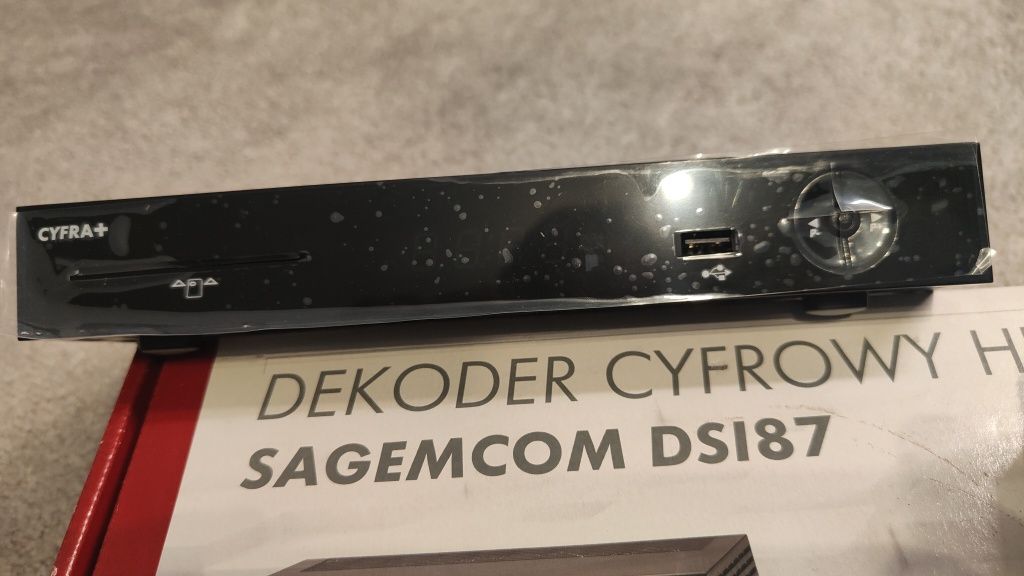 CYFRA+
DEKODER CYFROWY H
SAGEMCOM DSI87